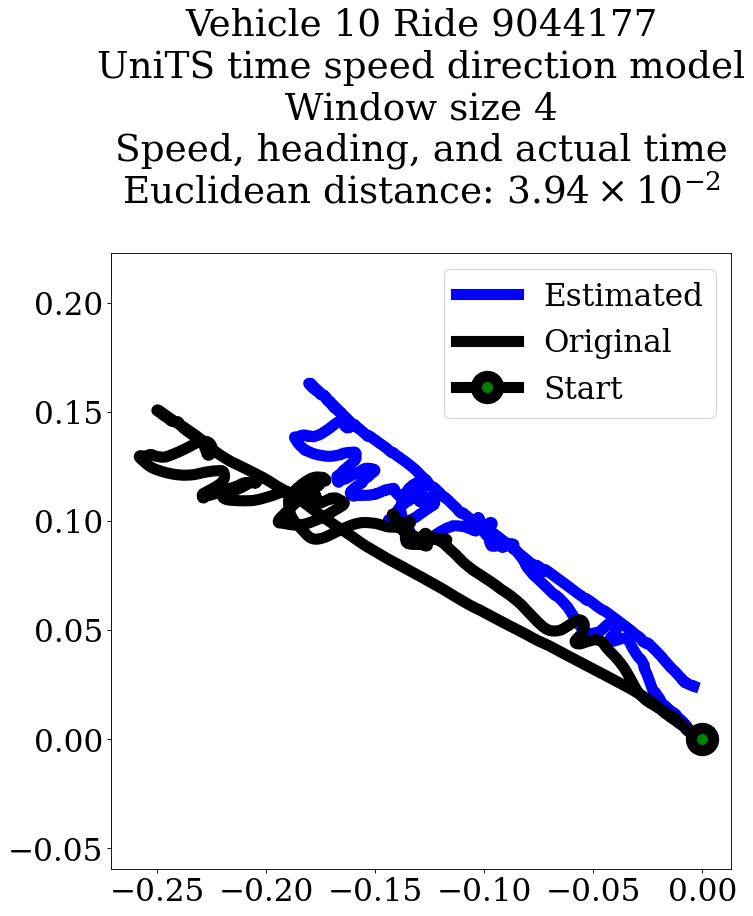 Vehicle 10 Ride 9044177
UniTS time speed direction model
Window size 4
Speed, heading, and actual time
Euclidean distance: 3.94 × 10⁻²
Estimated
Original
Start
0.20
0.15
0.10
0.05
0.00
−0.05
−0.25 −0.20 −0.15 −0.10 −0.05 0.00